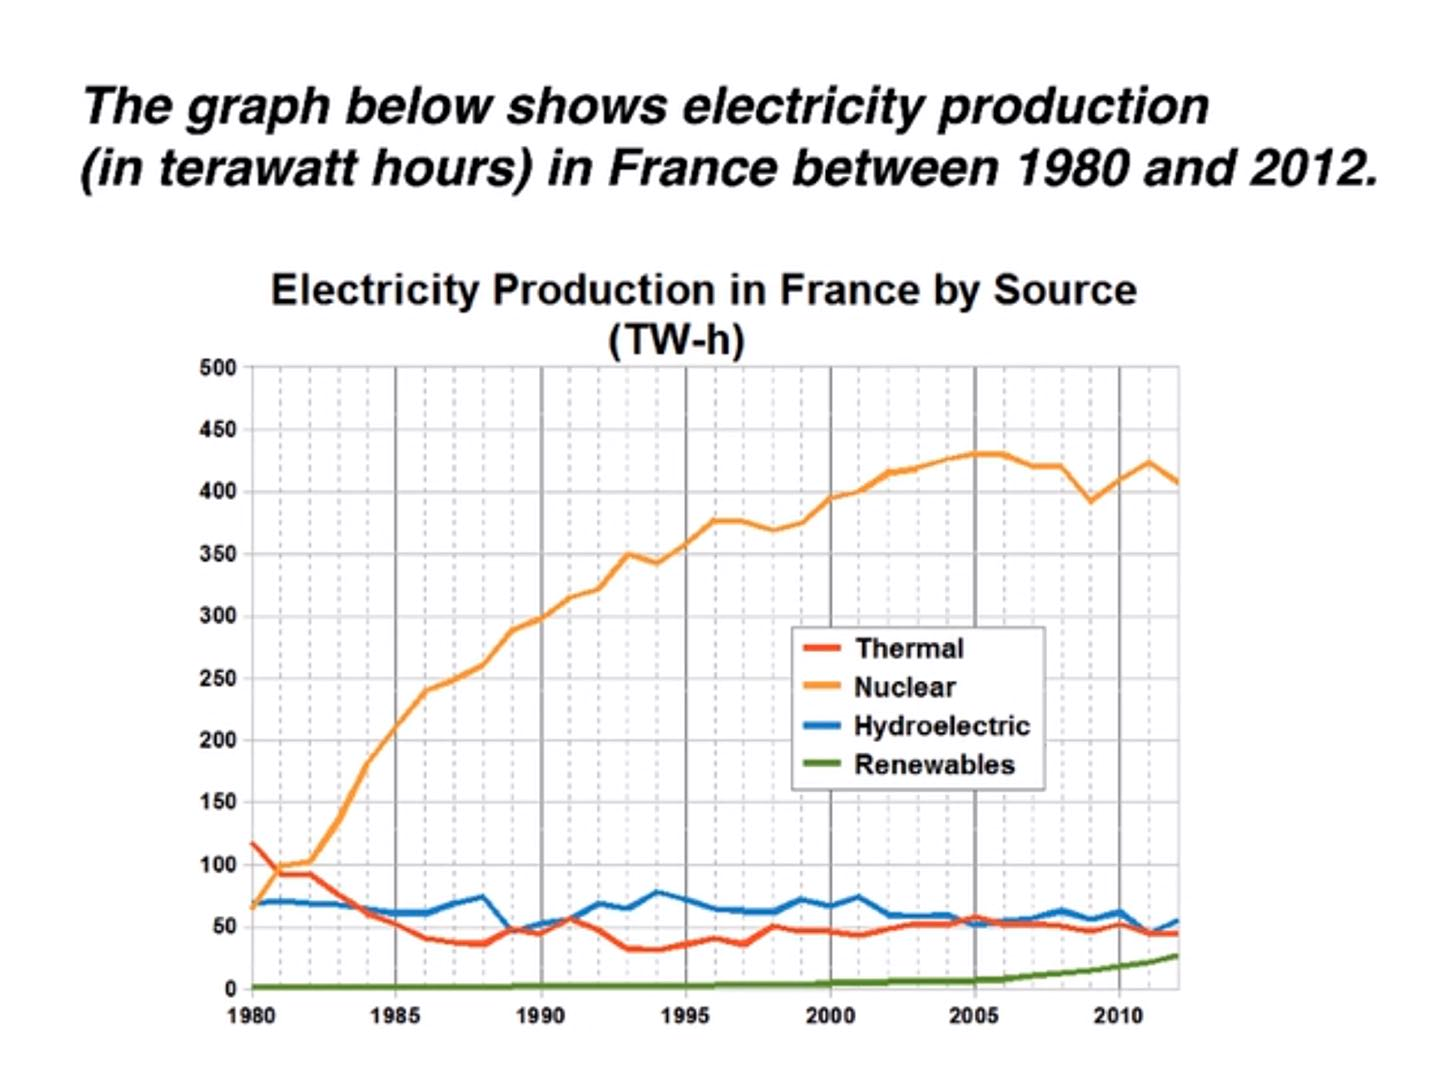 The graph below shows electricity production
(in terawatt hours) in France between 1980 and 2012.
Electricity Production in France by Source
(TW-h)
500
450
400
350
300
250
200
150
100
50
0
Thermal
Nuclear
Hydroelectric
Renewables
1980 1985 1990 1995 2000 2005 2010